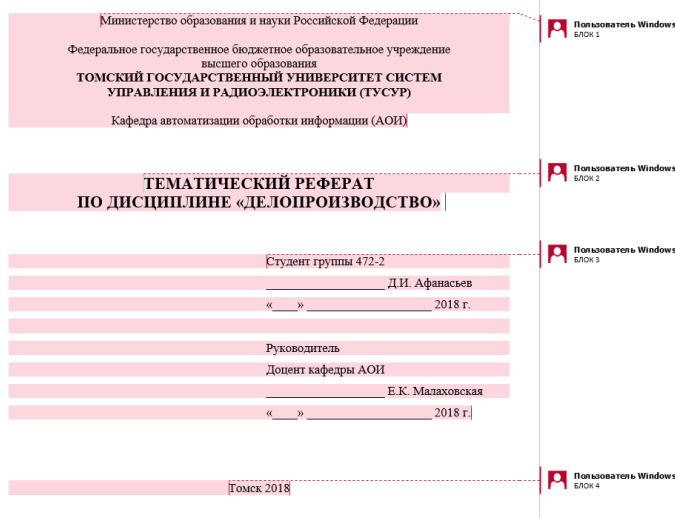 Министерство образования и науки Российской Федерации
Пользователь Windows
БЛОК 1
Федеральное государственное бюджетное образовательное учреждение
высшего образования
ТОМСКИЙ ГОСУДАРСТВЕННЫЙ УНИВЕРСИТЕТ СИСТЕМ
УПРАВЛЕНИЯ И РАДИОЭЛЕКТРОНИКИ (ТУСУР)
Кафедра автоматизации обработки информации (АОИ)
Пользователь Windows
БЛОК 2
ТЕМАТИЧЕСКИЙ РЕФЕРАТ
ПО ДИСЦИПЛИНЕ «ДЕЛОПРОИЗВОДСТВО»
Пользователь Windows
БЛОК 3
Студент группы 472-2
___________________ Д.И. Афанасьев
«____» ____________________ 2018 г.
Руководитель
Доцент кафедры АОИ
___________________ Е.К. Малаховская
«____» ____________________ 2018 г.
Пользователь Windows
БЛОК 4
Томск 2018